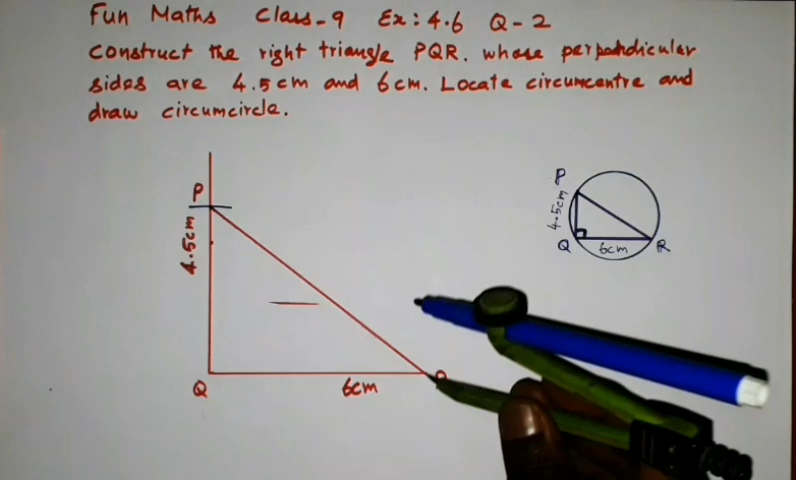 Fun Maths Class-9 Ex: 4.6 Q-2
construct the right triangle PQR. whose perpendicular
sides are 4.5cm and 6cm. Locate circumcentre and
draw circumcircle.
P
4.5cm
Q
6cm
P
4.5cm
Q
6cm
R